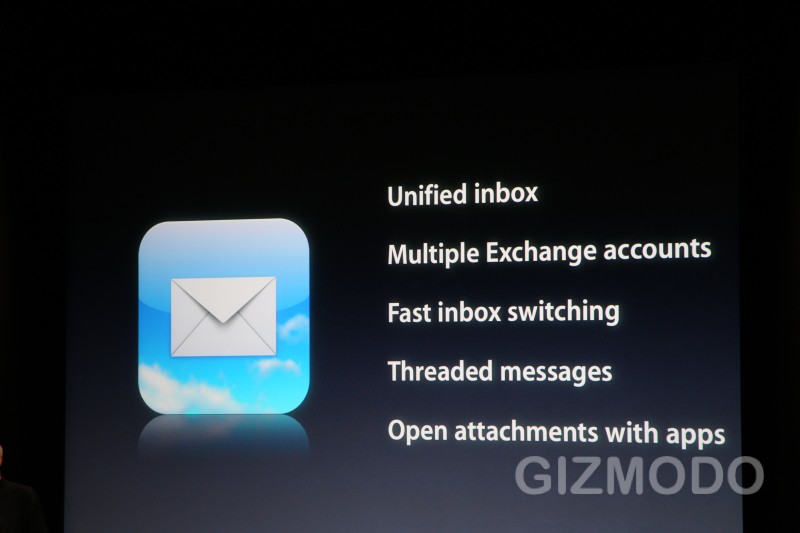 Unified inbox
Multiple Exchange accounts
Fast inbox switching
Threaded messages
Open attachments with apps
GIZMODO